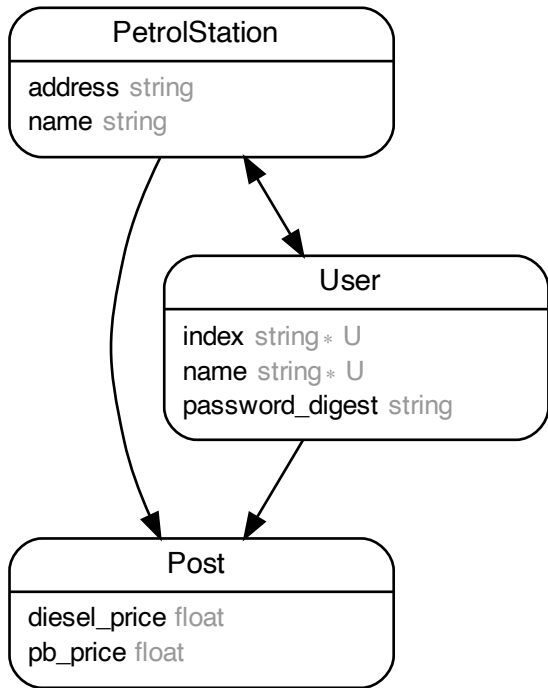 PetrolStation
address string
name string
User
index string* U
name string* U
password_digest string
Post
diesel_price float
pb_price float